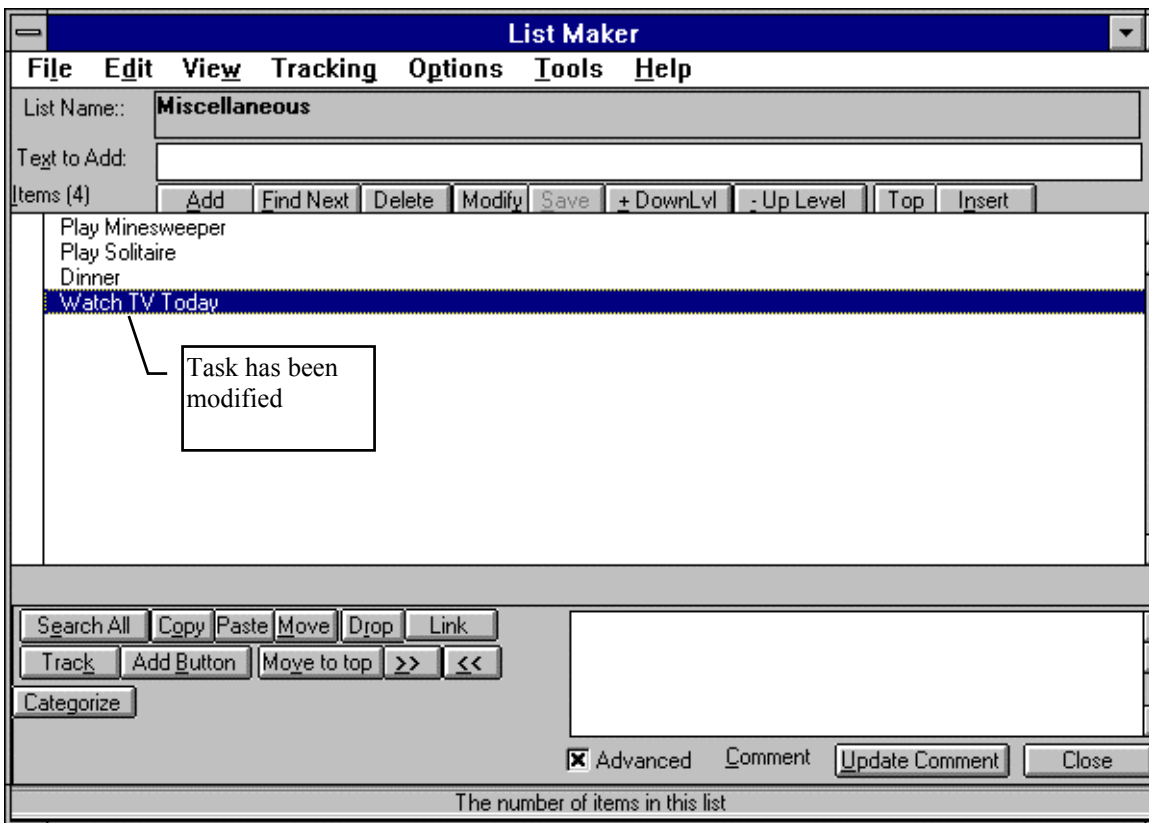 List Maker
File Edit View Tracking Options Tools Help
List Name:: Miscellaneous
Text to Add:
Items (4) Add Find Next Delete Modify Save + DownLvl - Up Level Top Insert
Play Minesweeper
Play Solitaire
Dinner
Watch TV Today
Task has been
modified
Search All Copy Paste Move Drop Link
Track Add Button Move to top >> <<
Categorize
Advanced Comment Update Comment Close
The number of items in this list